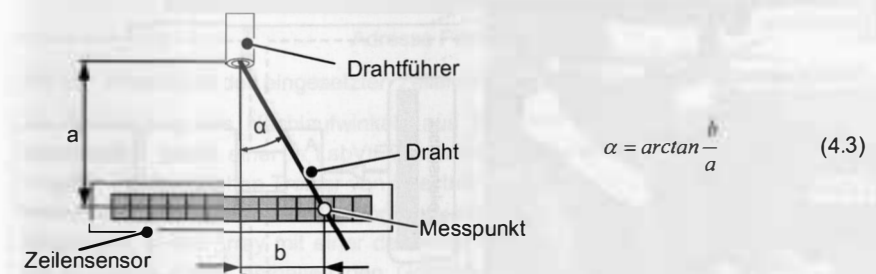 Drahtführer
a
α
Draht
α = arctan b/a (4.3)
Messpunkt
Zeilensensor
b